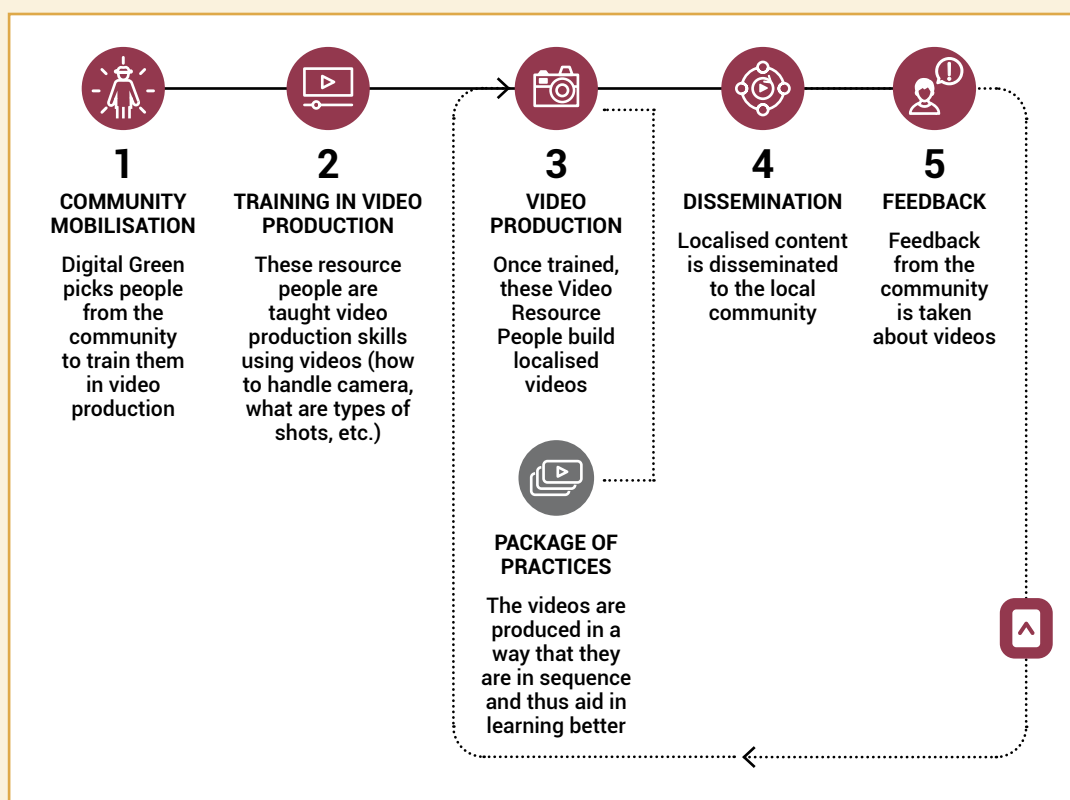 1
COMMUNITY
MOBILISATION
Digital Green
picks people
from the
community
to train them
in video
production
2
TRAINING IN VIDEO
PRODUCTION
These resource
people are
taught video
production skills
using videos (how
to handle camera,
what are types of
shots, etc.)
3
VIDEO
PRODUCTION
Once trained,
these Video
Resource
People build
localised
videos
PACKAGE OF
PRACTICES
The videos are
produced in a
way that they
are in sequence
and thus aid in
learning better
4
DISSEMINATION
Localised content
is disseminated
to the local
community
5
FEEDBACK
Feedback
from the
community
is taken
about videos